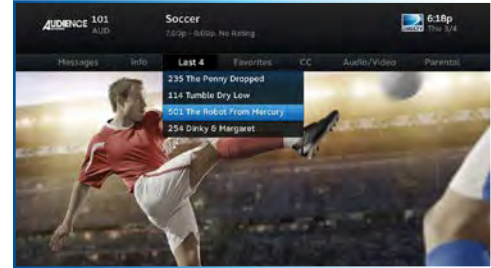 AUDIENCE 101
AUD
Soccer
7:00p - 8:00p, No Rating
DIRECTV
6:18p
Thu 3/4
Messages Info Last 4 Favorites CC Audio/Video Parental
235 The Penny Dropped
114 Tumble Dry Low
501 The Robot From Mercury
254 Dinky & Margaret